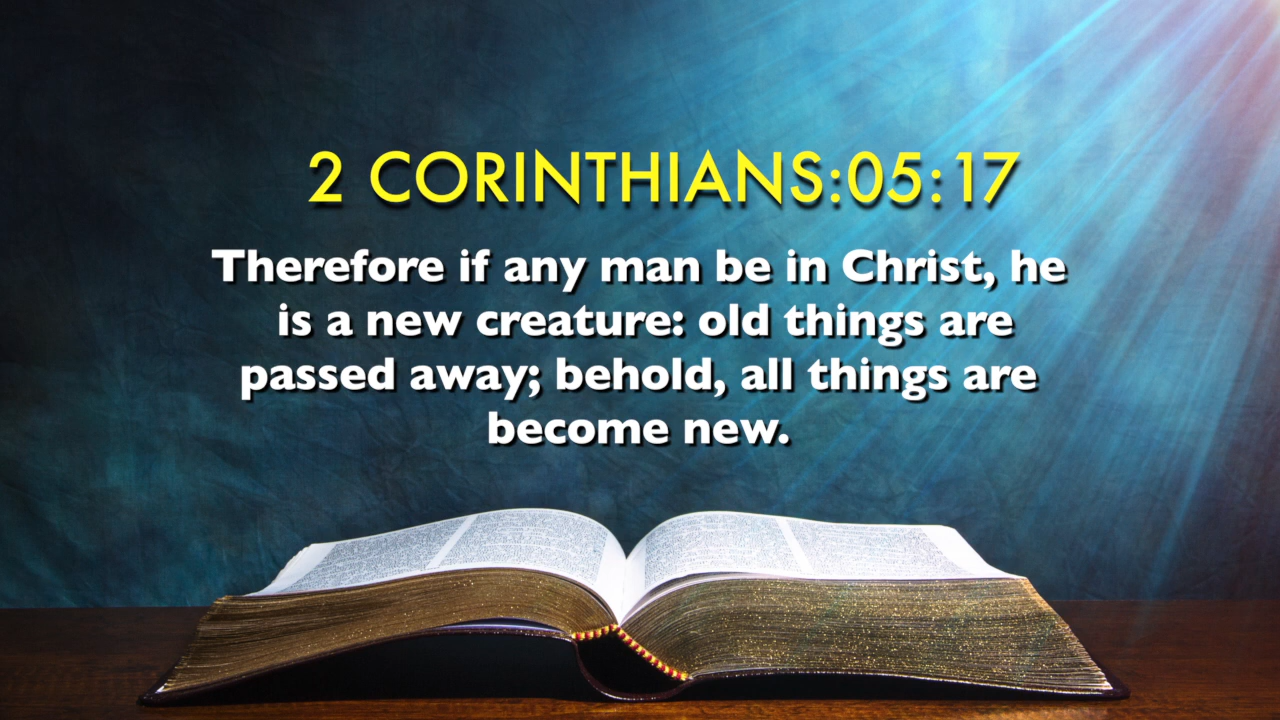 2 CORINTHIANS:05:17
Therefore if any man be in Christ, he
is a new creature: old things are
passed away; behold, all things are
become new.